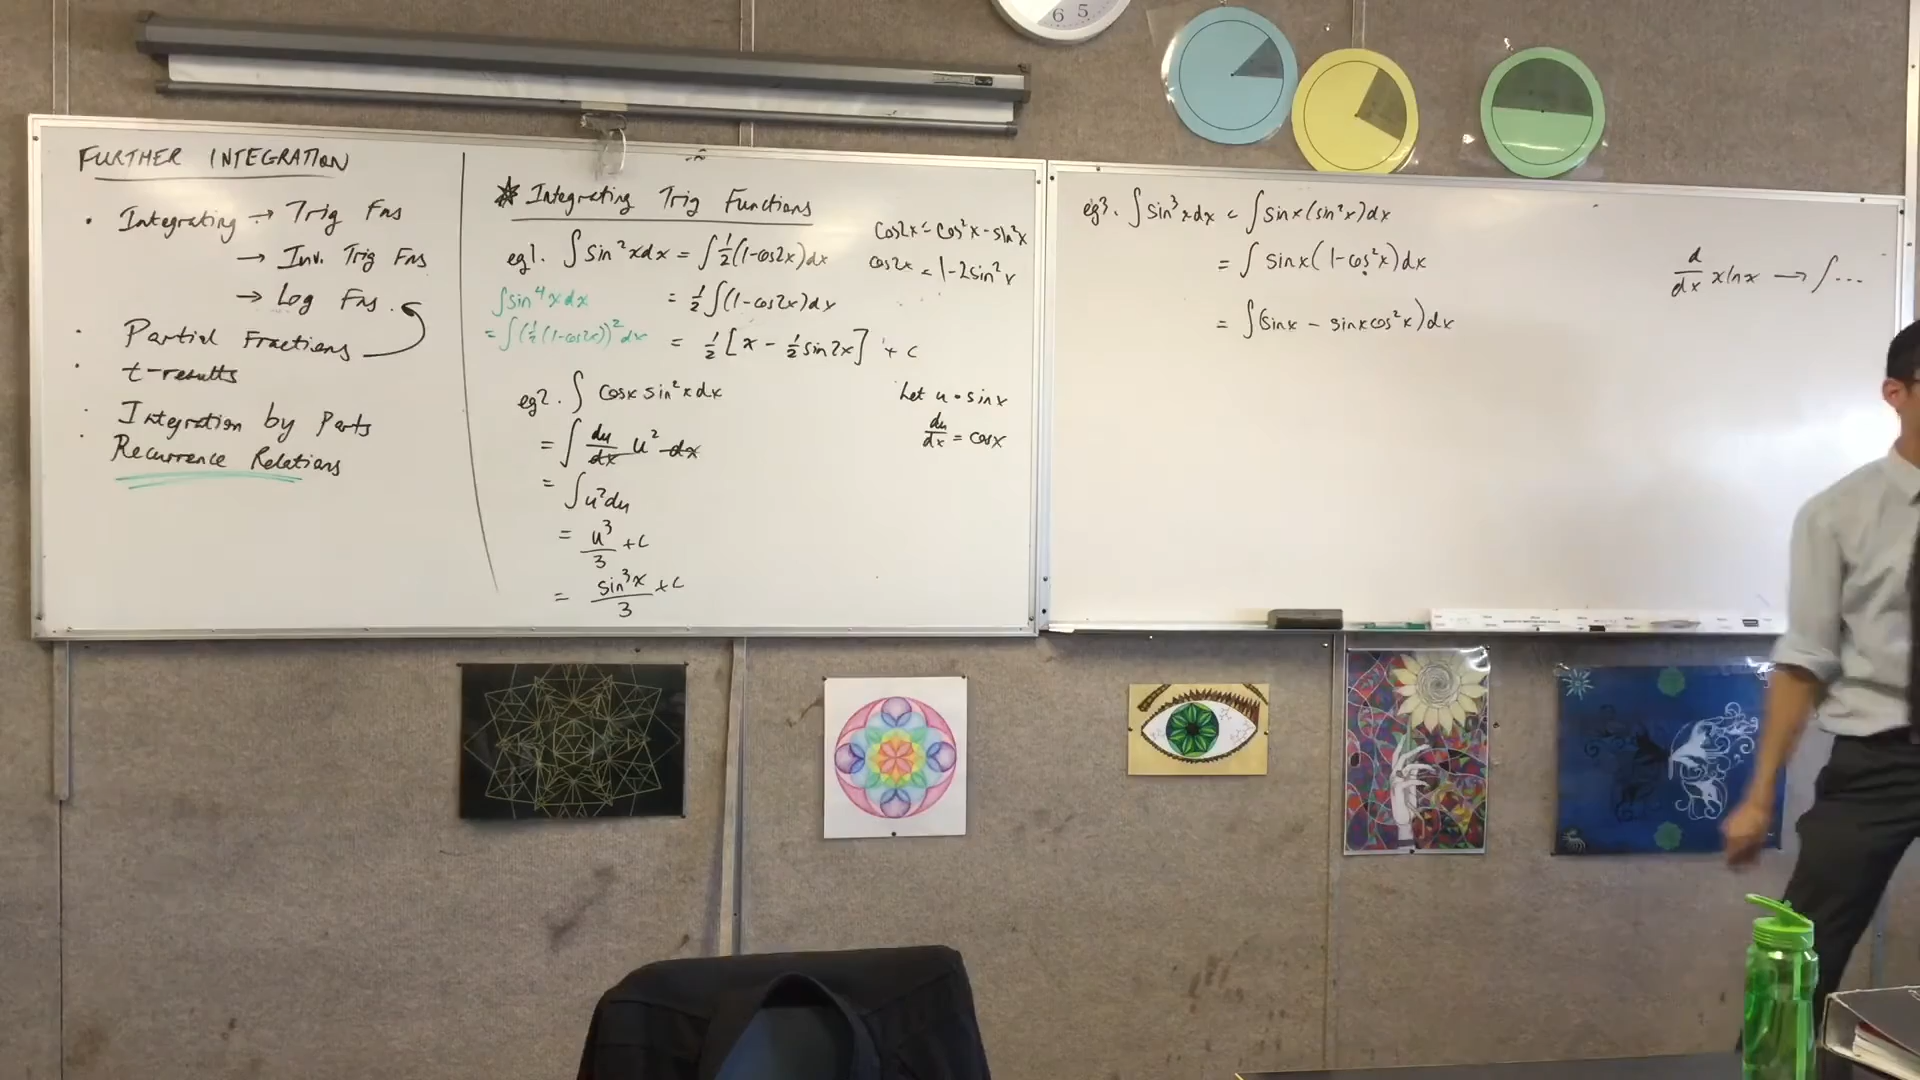 6 5
FURTHER INTEGRATION
• Integrating → Trig Fns
→ Inv. Trig Fns
→ Log Fns.
• Partial Fractions
• t-results
• Integration by Parts
• Recurrence Relations
* Integrating Trig Functions
eg1. ∫ sin²x dx = ∫ ½(1-cos2x)dx
= ½ ∫(1-cos2x)dx
= ½ [x - ½ sin2x] + c
cos2x = cos²x - sin²x
cos2x = 1-2sin²x
∫sin⁴x dx
= ∫(½(1-cos2x))² dx
eg2. ∫ cosx sin²x dx
= ∫ du/dx u² dx
= ∫u²du
= u³/3 + c
= sin³x/3 + c
Let u = sinx
du/dx = cosx
eg3. ∫ sin³x dx = ∫ sinx(sin²x)dx
= ∫ sinx(1-cos²x)dx
= ∫(sinx - sinxcos²x)dx
d/dx xlnx → ∫ ...